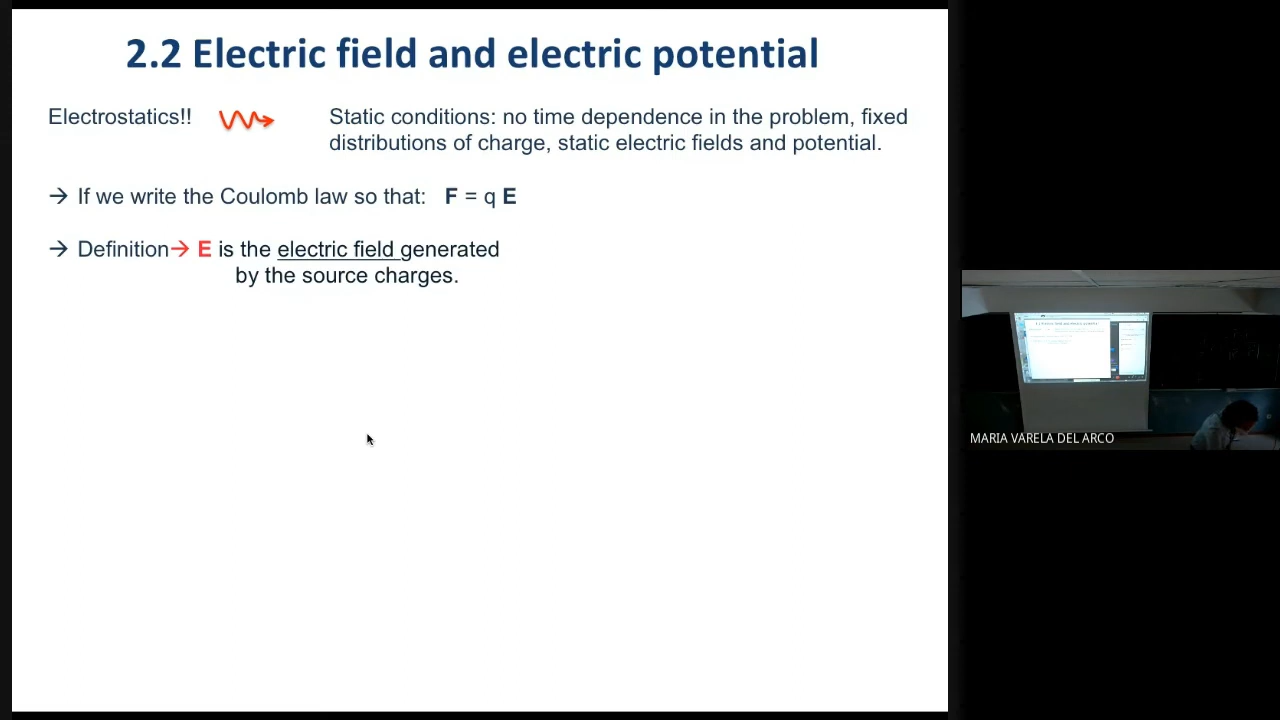 2.2 Electric field and electric potential
Electrostatics!!
Static conditions: no time dependence in the problem, fixed
distributions of charge, static electric fields and potential.
→ If we write the Coulomb law so that: F = q E
→ Definition→ E is the electric field generated
by the source charges.
MARIA VARELA DEL ARCO